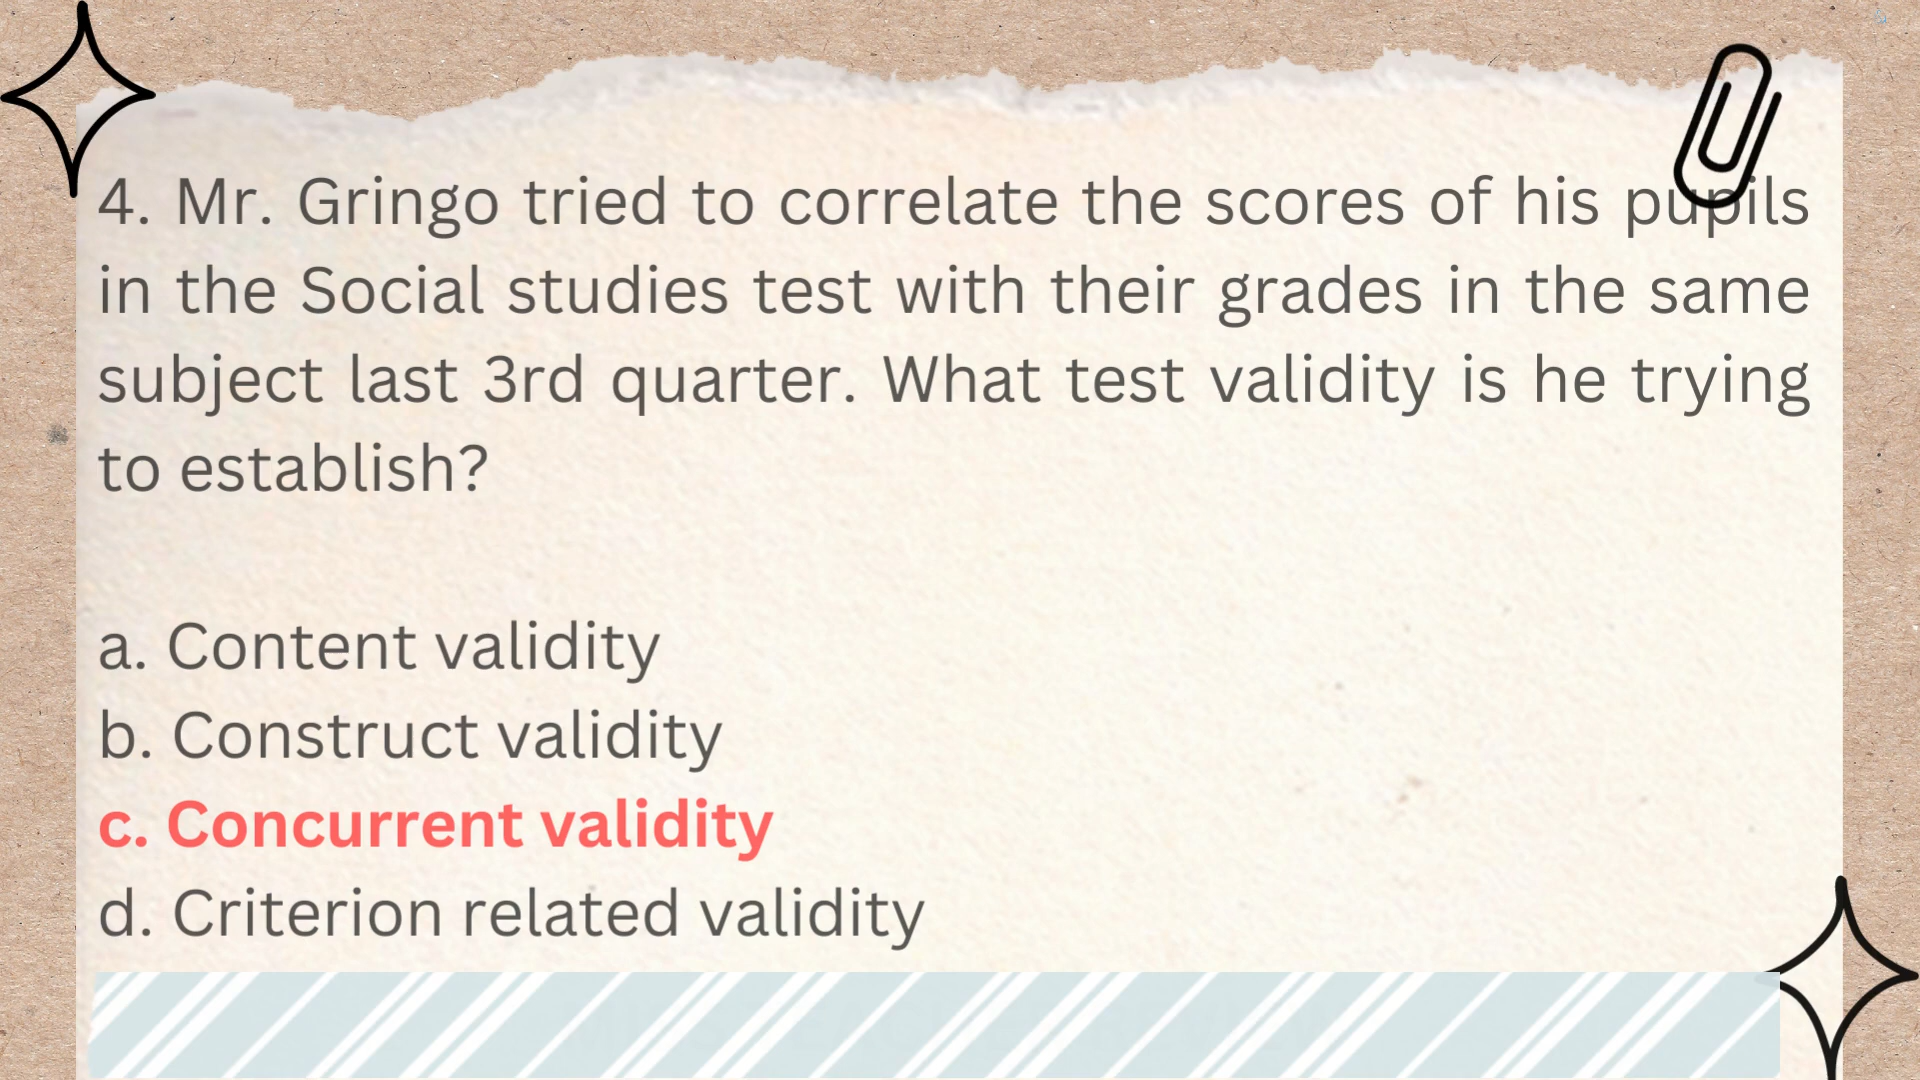 4. Mr. Gringo tried to correlate the scores of his pupils
in the Social studies test with their grades in the same
subject last 3rd quarter. What test validity is he trying
to establish?
a. Content validity
b. Construct validity
c. Concurrent validity
d. Criterion related validity